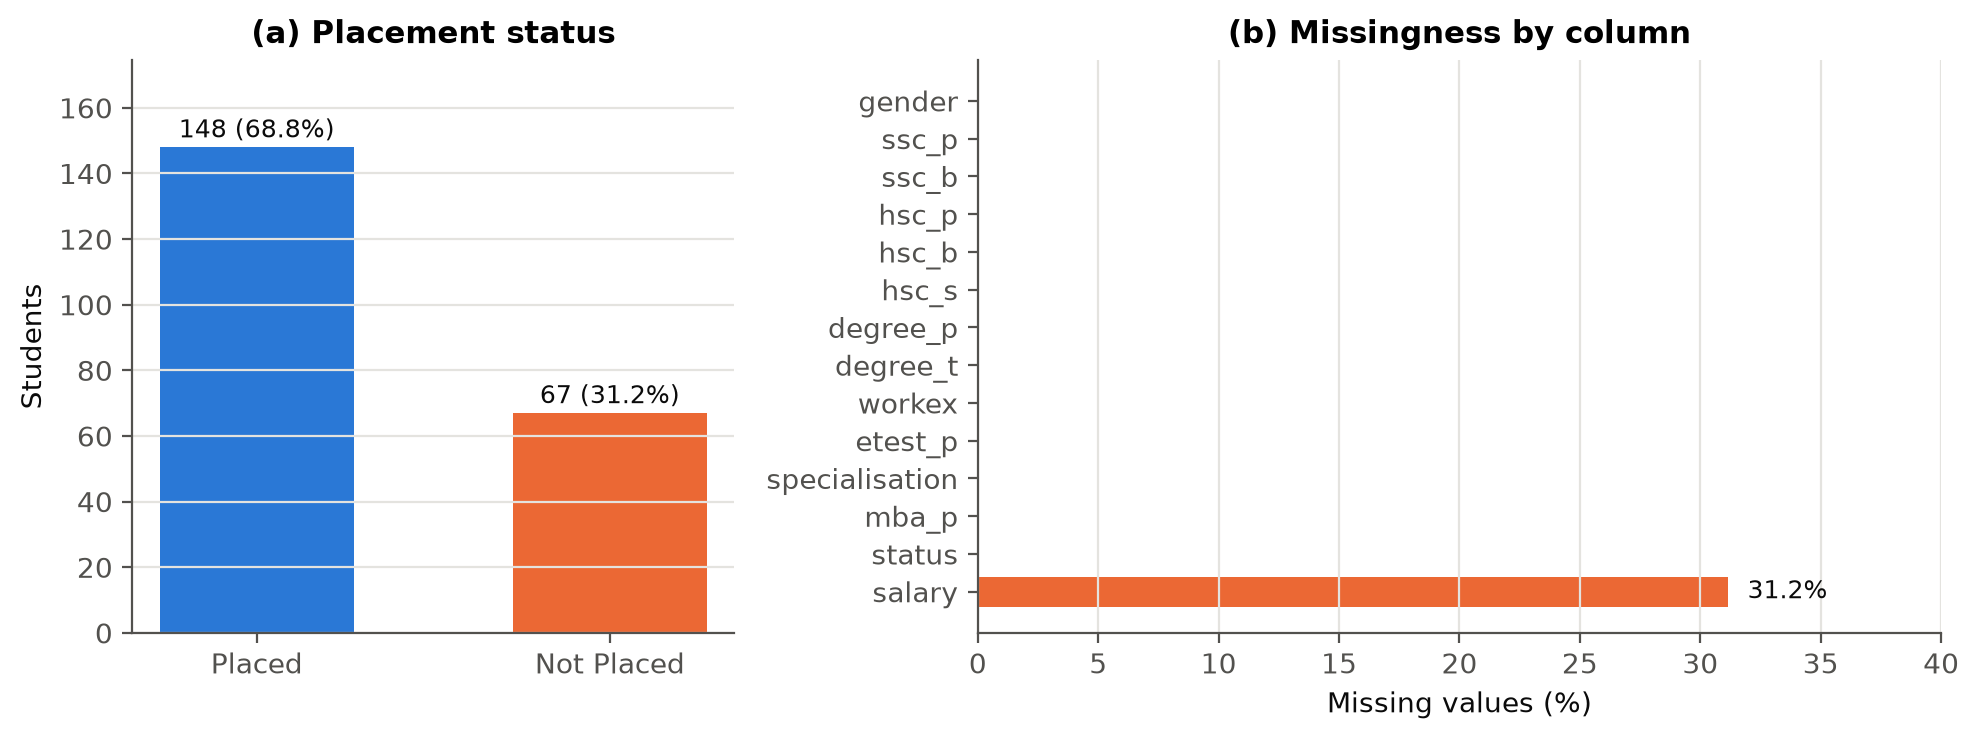 (a) Placement status
Students
160
140
120
100
80
60
40
20
0
148 (68.8%)
67 (31.2%)
Placed
Not Placed
(b) Missingness by column
gender
ssc_p
ssc_b
hsc_p
hsc_b
hsc_s
degree_p
degree_t
workex
etest_p
specialisation
mba_p
status
salary
31.2%
0 5 10 15 20 25 30 35 40
Missing values (%)